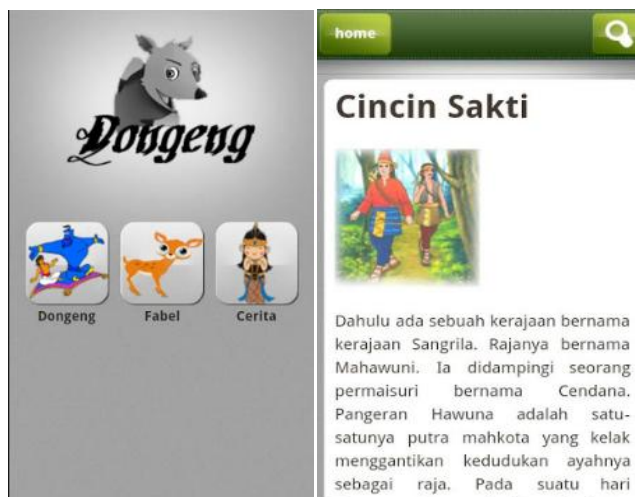 Dongeng
Dongeng Fabel Cerita
home
Cincin Sakti
Dahulu ada sebuah kerajaan bernama
kerajaan Sangrila. Rajanya bernama
Mahawuni. Ia didampingi seorang
permaisuri bernama Cendana.
Pangeran Hawuna adalah satu-
satunya putra mahkota yang kelak
menggantikan kedudukan ayahnya
sebagai raja. Pada suatu hari